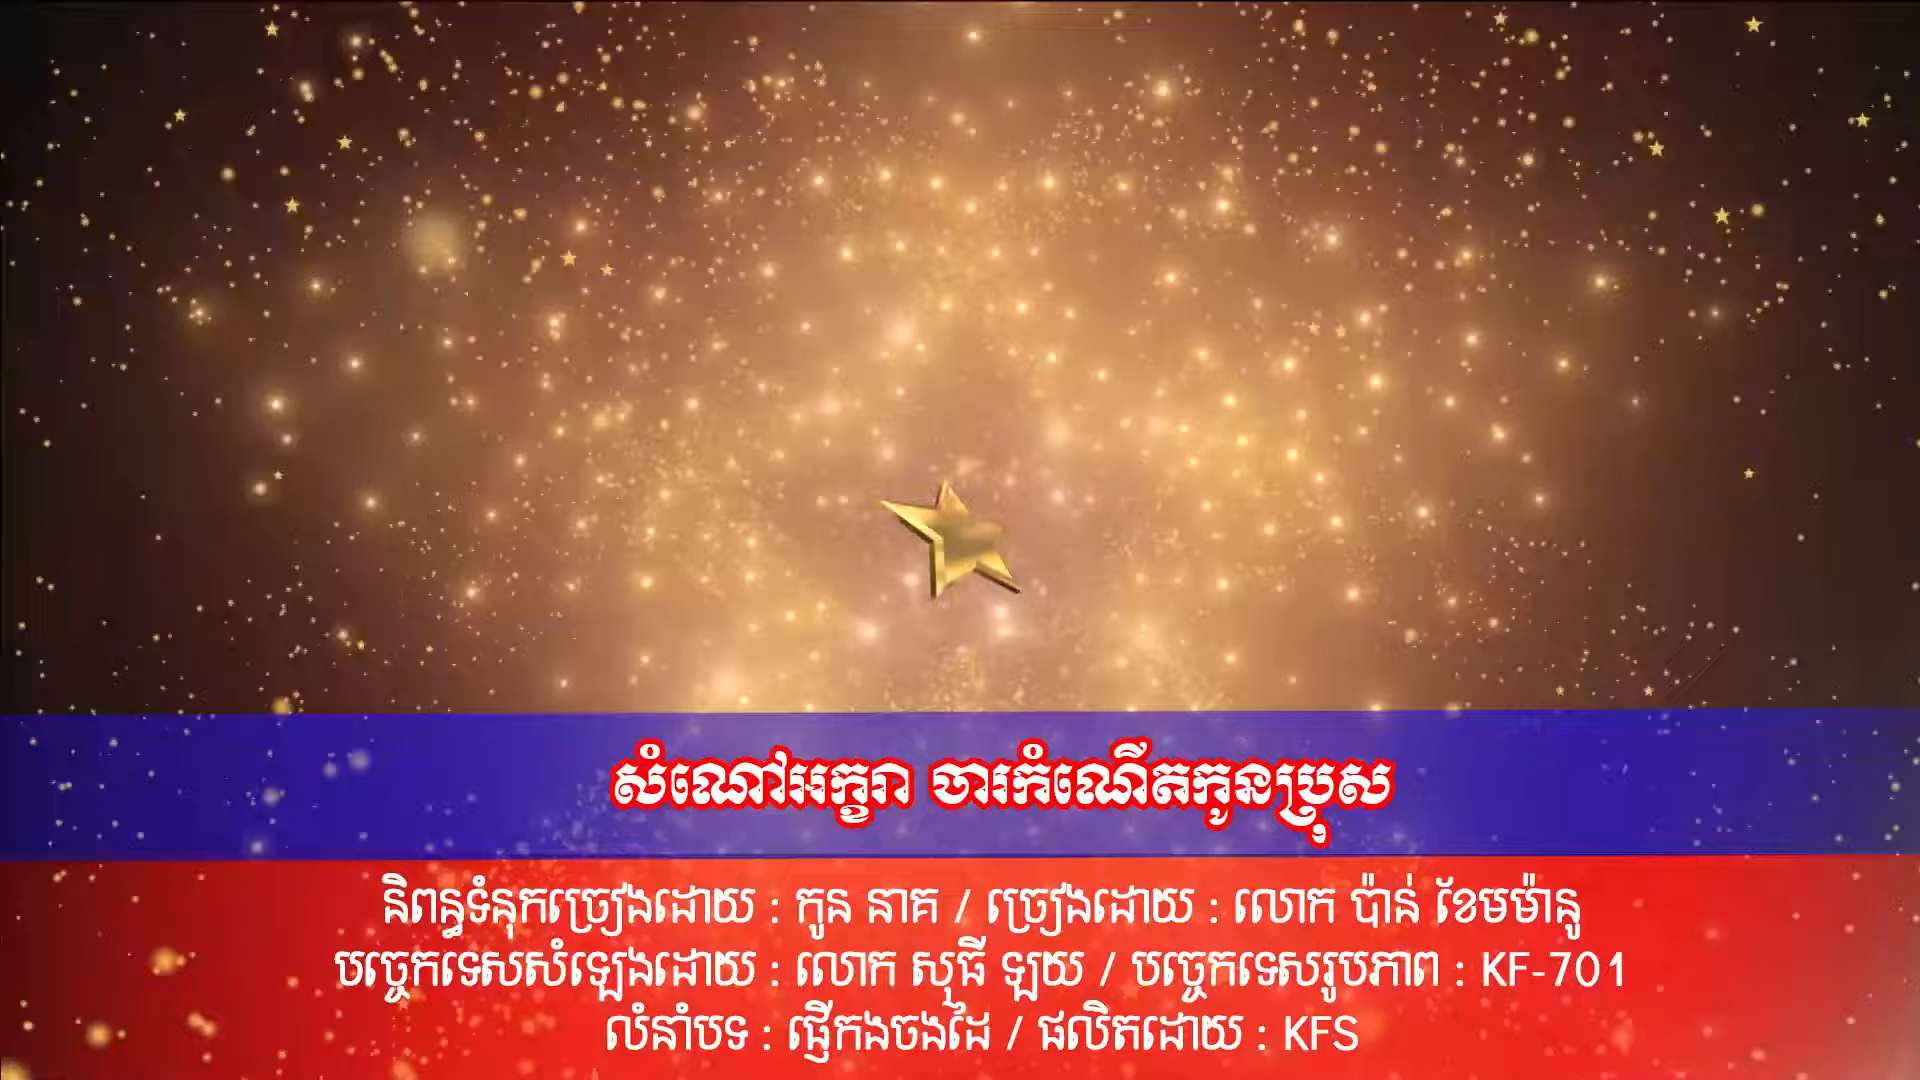 សំណៅអក្ខរា ចារកំណើតកូនប្រុស
និពន្ធទំនុកច្រៀងដោយ : កូន នាគ / ច្រៀងដោយ : លោក ប៉ាន់ ខែមម៉ានូ
បច្ចេកទេសសំឡេងដោយ : លោក សុធី ឡយ / បច្ចេកទេសរូបភាព : KF-701
លំនាំបទ : ផ្ញើកងចងដៃ / ផលិតដោយ : KFS